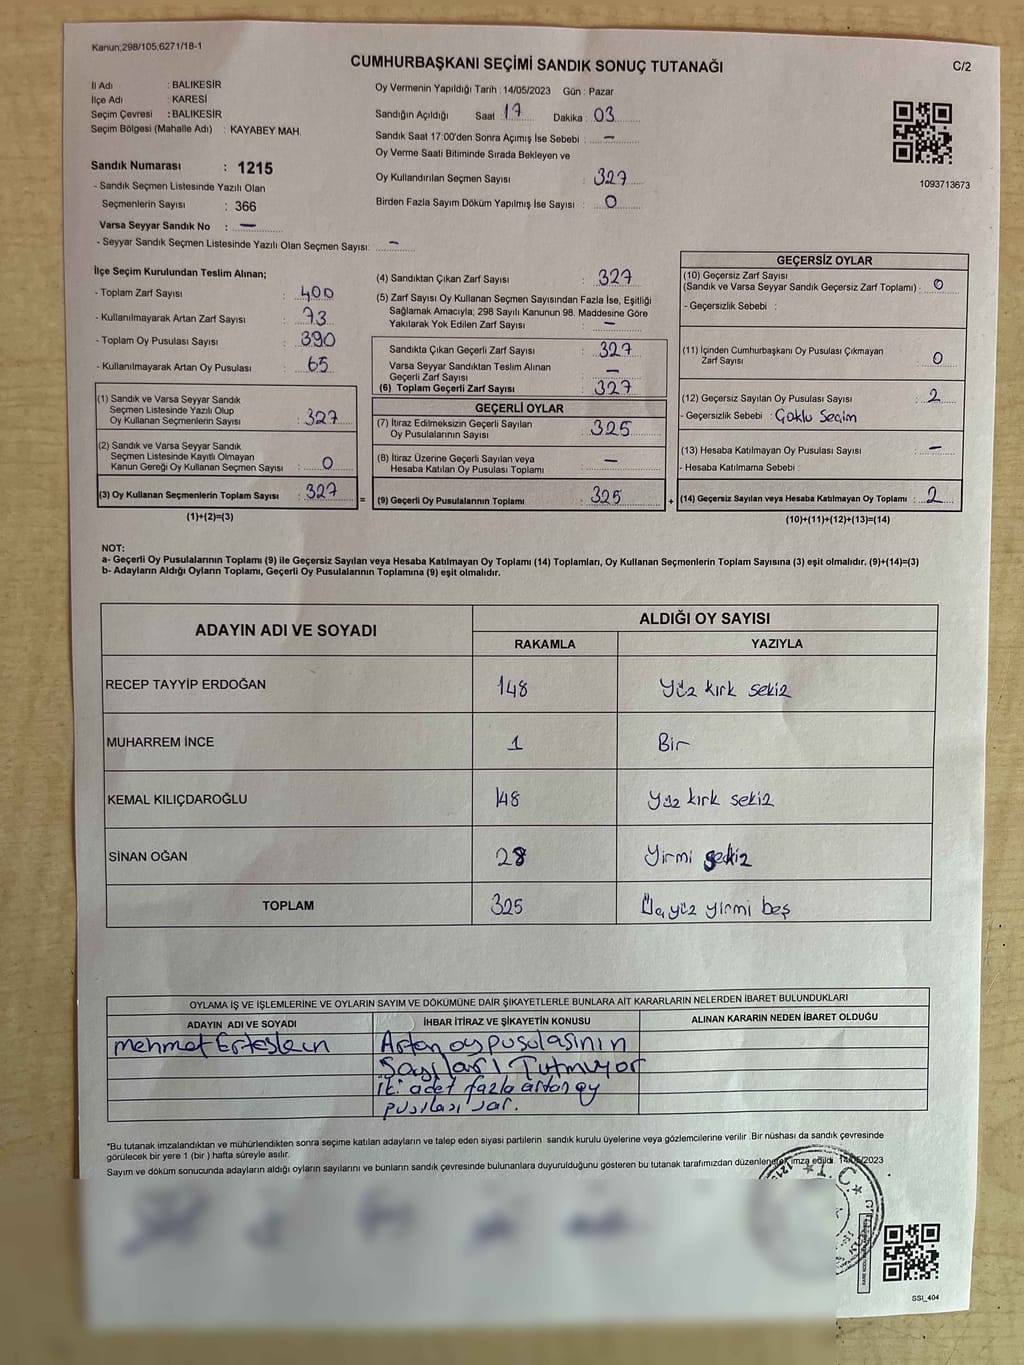 Kanun;298/105;6271/18-1
CUMHURBAŞKANI SEÇİMİ SANDIK SONUÇ TUTANAĞI
C/2
İl Adı : BALIKESİR
İlçe Adı : KARESİ
Seçim Çevresi : BALIKESİR
Seçim Bölgesi (Mahalle Adı) : KAYABEY MAH.
Oy Vermenin Yapıldığı Tarih : 14/05/2023 Gün : Pazar
Sandığın Açıldığı Saat : 17 Dakika : 03
Sandık Saat 17:00'den Sonra Açımış İse Sebebi : —
Oy Verme Saati Bitiminde Sırada Bekleyen ve
Oy Kullandırılan Seçmen Sayısı : 327
Birden Fazla Sayım Döküm Yapılmış İse Sayısı : 0
1093713673
Sandık Numarası : 1215
- Sandık Seçmen Listesinde Yazılı Olan
Seçmenlerin Sayısı : 366
Varsa Seyyar Sandık No : —
- Seyyar Sandık Seçmen Listesinde Yazılı Olan Seçmen Sayısı: —
İlçe Seçim Kurulundan Teslim Alınan;
- Toplam Zarf Sayısı : 400
- Kullanılmayarak Artan Zarf Sayısı : 73
- Toplam Oy Pusulası Sayısı : 390
- Kullanılmayarak Artan Oy Pusulası : 65
(1) Sandık ve Varsa Seyyar Sandık
Seçmen Listesinde Yazılı Olup
Oy Kullanan Seçmenlerin Sayısı : 327
(2) Sandık ve Varsa Seyyar Sandık
Seçmen Listesinde Kayıtlı Olmayan
Kanun Gereği Oy Kullanan Seçmen Sayısı : 0
(3) Oy Kullanan Seçmenlerin Toplam Sayısı : 327
(1)+(2)=(3)
(4) Sandıktan Çıkan Zarf Sayısı : 327
(5) Zarf Sayısı Oy Kullanan Seçmen Sayısından Fazla İse, Eşitliği
Sağlamak Amacıyla; 298 Sayılı Kanunun 98. Maddesine Göre
Yakılarak Yok Edilen Zarf Sayısı : —
Sandıkta Çıkan Geçerli Zarf Sayısı : 327
Varsa Seyyar Sandıktan Teslim Alınan
Geçerli Zarf Sayısı : —
(6) Toplam Geçerli Zarf Sayısı : 327
GEÇERLİ OYLAR
(7) İtiraz Edilmeksizin Geçerli Sayılan
Oy Pusulalarının Sayısı : 325
(8) İtiraz Üzerine Geçerli Sayılan veya
Hesaba Katılan Oy Pusulası Toplamı : —
= (9) Geçerli Oy Pusulalarının Toplamı : 325
GEÇERSİZ OYLAR
(10) Geçersiz Zarf Sayısı
(Sandık ve Varsa Seyyar Sandık Geçersiz Zarf Toplamı) : 0
- Geçersizlik Sebebi :
(11) İçinden Cumhurbaşkanı Oy Pusulası Çıkmayan
Zarf Sayısı : 0
(12) Geçersiz Sayılan Oy Pusulası Sayısı : 2
- Geçersizlik Sebebi : Çoklu Seçim
(13) Hesaba Katılmayan Oy Pusulası Sayısı : —
- Hesaba Katılmama Sebebi :
+ (14) Geçersiz Sayılan veya Hesaba Katılmayan Oy Toplamı : 2
(10)+(11)+(12)+(13)=(14)
NOT:
a- Geçerli Oy Pusulalarının Toplamı (9) ile Geçersiz Sayılan veya Hesaba Katılmayan Oy Toplamı (14) Toplamları, Oy Kullanan Seçmenlerin Toplam Sayısına (3) eşit olmalıdır. (9)+(14)=(3)
b- Adayların Aldığı Oyların Toplamı, Geçerli Oy Pusulalarının Toplamına (9) eşit olmalıdır.
ADAYIN ADI VE SOYADI ALDIĞI OY SAYISI
RAKAMLA YAZIYLA
RECEP TAYYİP ERDOĞAN 148 Yüz kırk sekiz
MUHARREM İNCE 1 Bir
KEMAL KILIÇDAROĞLU 148 Yüz kırk sekiz
SİNAN OĞAN 28 Yirmi sekiz
TOPLAM 325 Üçyüz yirmi beş
OYLAMA İŞ VE İŞLEMLERİNE VE OYLARIN SAYIM VE DÖKÜMÜNE DAİR ŞİKAYETLERLE BUNLARA AİT KARARLARIN NELERDEN İBARET BULUNDUKLARI
ADAYIN ADI VE SOYADI İHBAR İTİRAZ VE ŞİKAYETİN KONUSU ALINAN KARARIN NEDEN İBARET OLDUĞU
mehmet Artan oy pusulasının
Sayıları Tutmuyor
iki adet fazla artan oy
pusulası var.
*Bu tutanak imzalandıktan ve mühürlendikten sonra seçime katılan adayların ve talep eden siyasi partilerin sandık kurulu üyelerine veya gözlemcilerine verilir .Bir nüshası da sandık çevresinde
görülecek bir yere 1 (bir ) hafta süreyle asılır.
Sayım ve döküm sonucunda adayların aldığı oyların sayılarını ve bunların sandık çevresinde bulunanlara duyurulduğunu gösteren bu tutanak tarafımızdan düzenlenerek imza edildi. 14/05/2023
T.C.
SSI_404